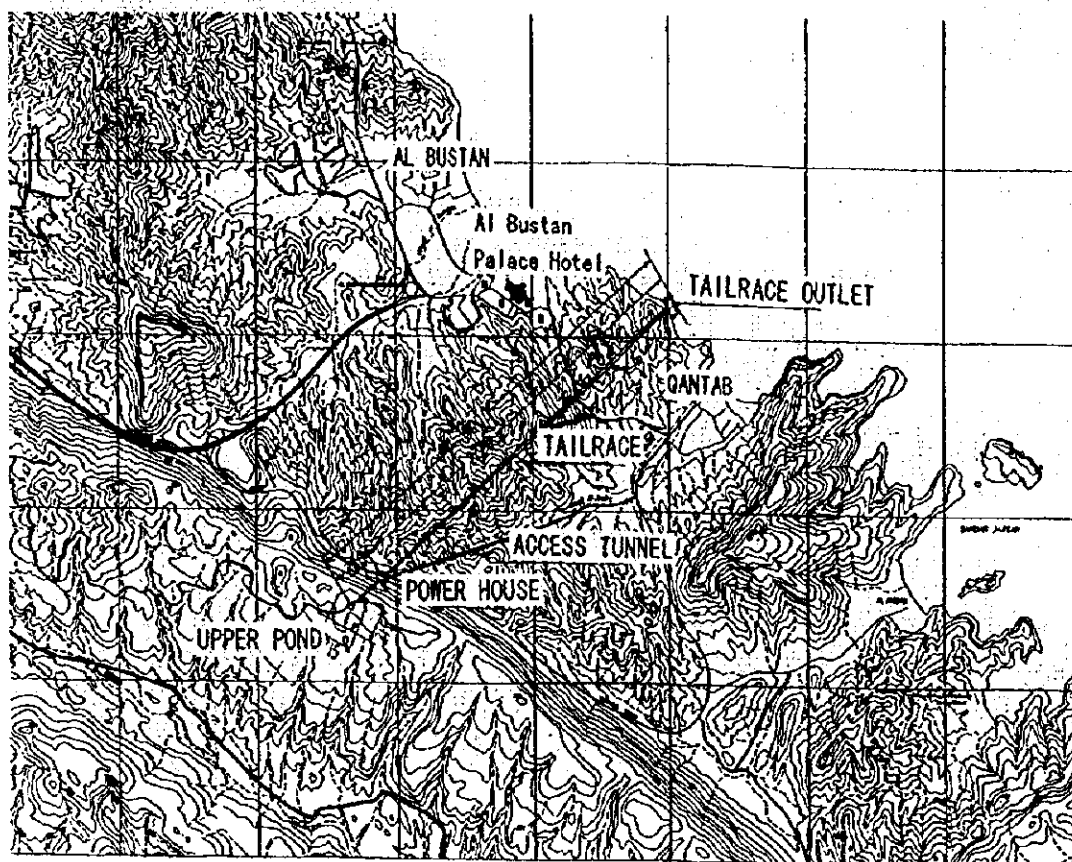 AL BUSTAN
Al Bustan
Palace Hotel
TAILRACE OUTLET
QANTAB
TAILRACE
ACCESS TUNNEL
POWER HOUSE
UPPER POND